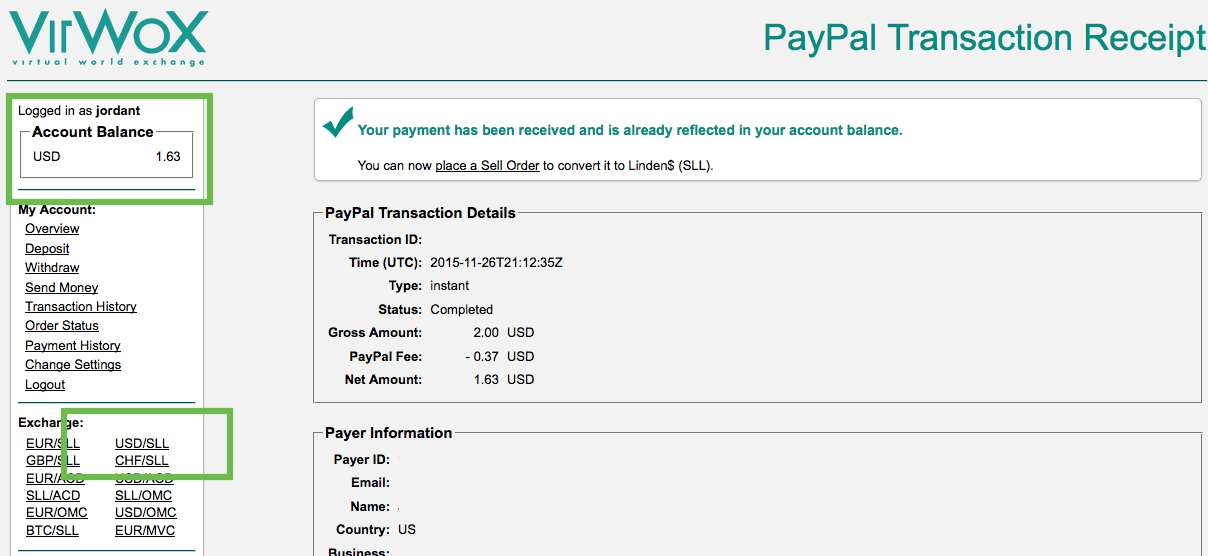 VirWoX
virtual world exchange
PayPal Transaction Receipt
Logged in as jordant
Account Balance
USD 1.63
My Account:
Overview
Deposit
Withdraw
Send Money
Transaction History
Order Status
Payment History
Change Settings
Logout
Exchange:
EUR/SLL USD/SLL
GBP/SLL CHF/SLL
EUR/ACD USD/ACD
SLL/ACD SLL/OMC
EUR/OMC USD/OMC
BTC/SLL EUR/MVC
Your payment has been received and is already reflected in your account balance.
You can now place a Sell Order to convert it to Linden$ (SLL).
PayPal Transaction Details
Transaction ID:
Time (UTC): 2015-11-26T21:12:35Z
Type: instant
Status: Completed
Gross Amount: 2.00 USD
PayPal Fee: - 0.37 USD
Net Amount: 1.63 USD
Payer Information
Payer ID:
Email:
Name:
Country: US
Business: